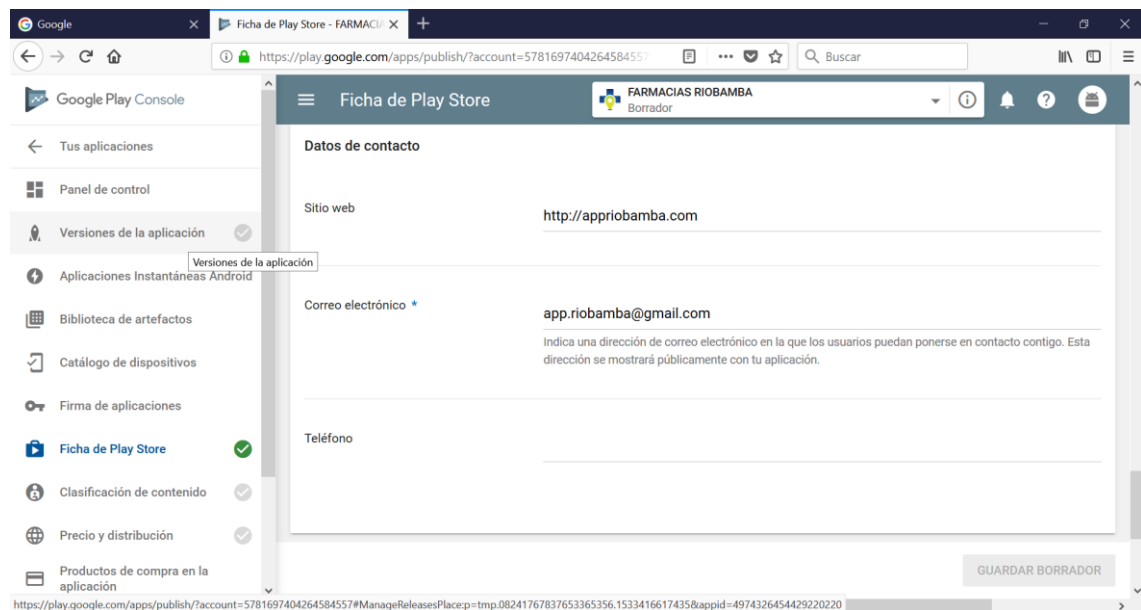 Google
Ficha de Play Store - FARMACIA
https://play.google.com/apps/publish/?account=5781697404264584557
Buscar
Google Play Console
Ficha de Play Store
FARMACIAS RIOBAMBA
Borrador
Tus aplicaciones
Panel de control
Versiones de la aplicación
Versiones de la aplicación
Aplicaciones Instantáneas Android
Biblioteca de artefactos
Catálogo de dispositivos
Firma de aplicaciones
Ficha de Play Store
Clasificación de contenido
Precio y distribución
Productos de compra en la
aplicación
Datos de contacto
Sitio web
http://appriobamba.com
Correo electrónico *
app.riobamba@gmail.com
Indica una dirección de correo electrónico en la que los usuarios puedan ponerse en contacto contigo. Esta
dirección se mostrará públicamente con tu aplicación.
Teléfono
GUARDAR BORRADOR
https://play.google.com/apps/publish/?account=5781697404264584557#ManageReleasesPlace:p=tmp.08241767837653365356.1533416617435&appid=4974326454429220220